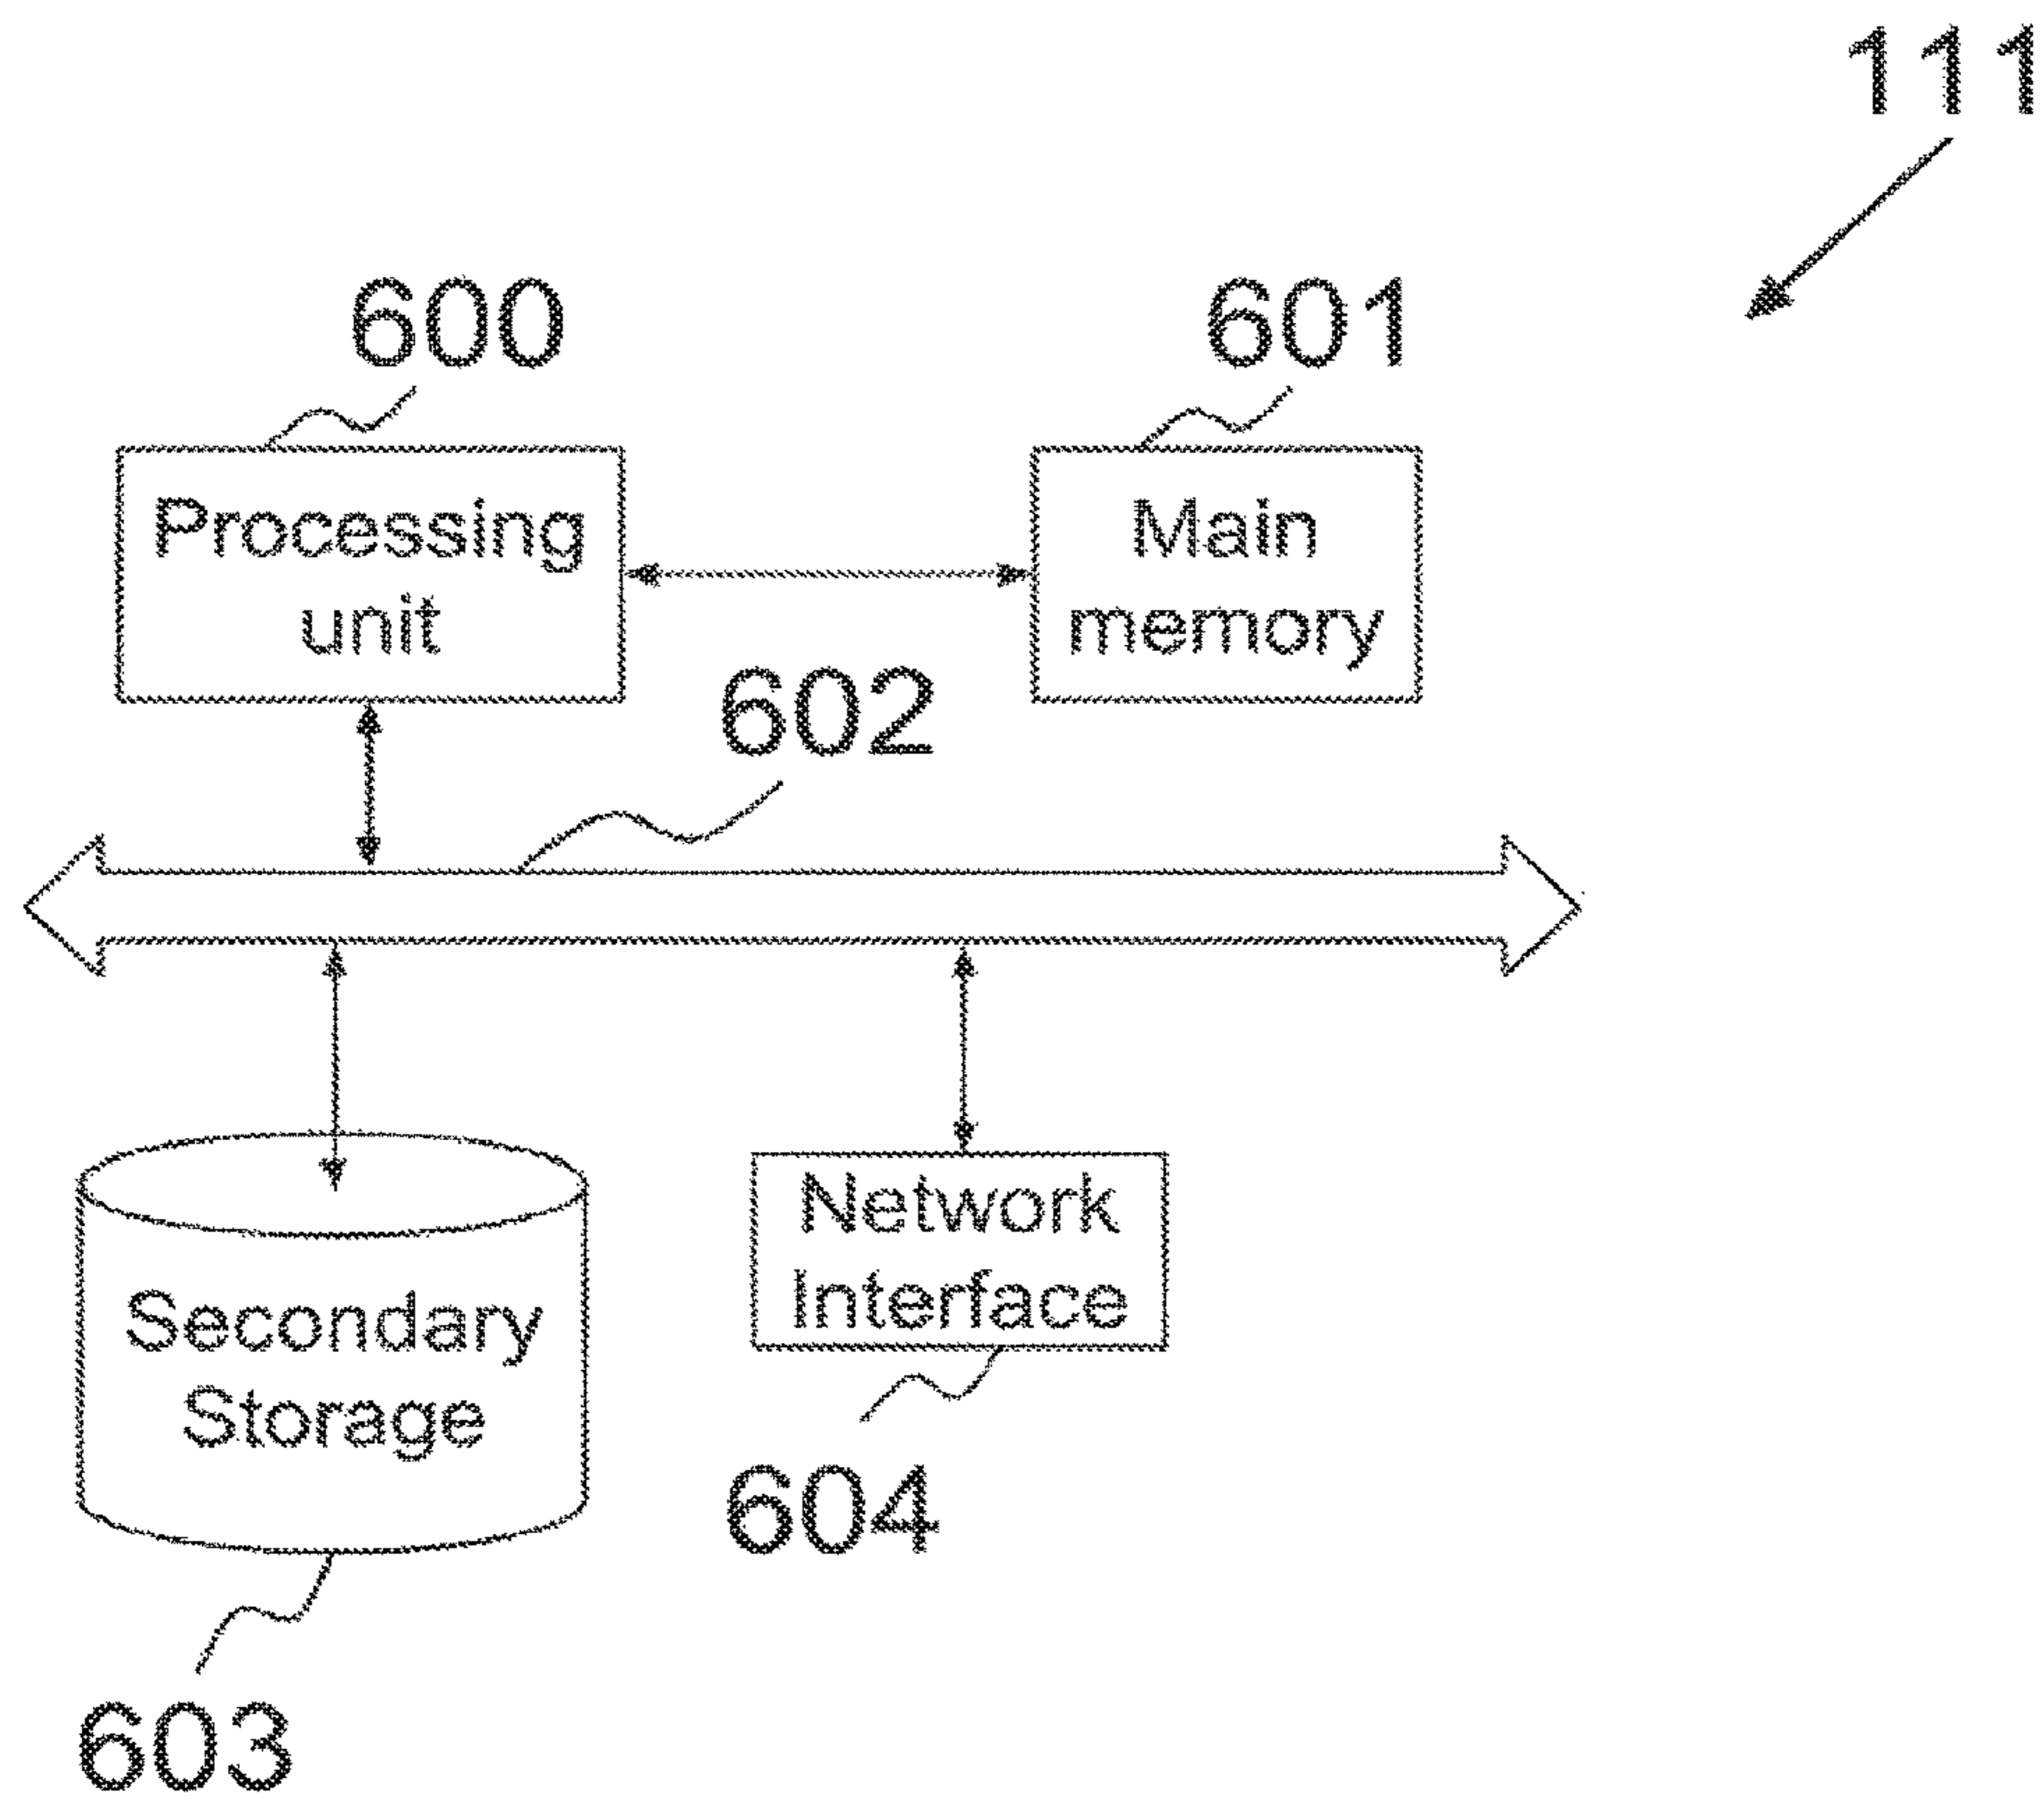 111
600
601
Processing
unit
Main
memory
602
Secondary
Storage
Network
Interface
604
603